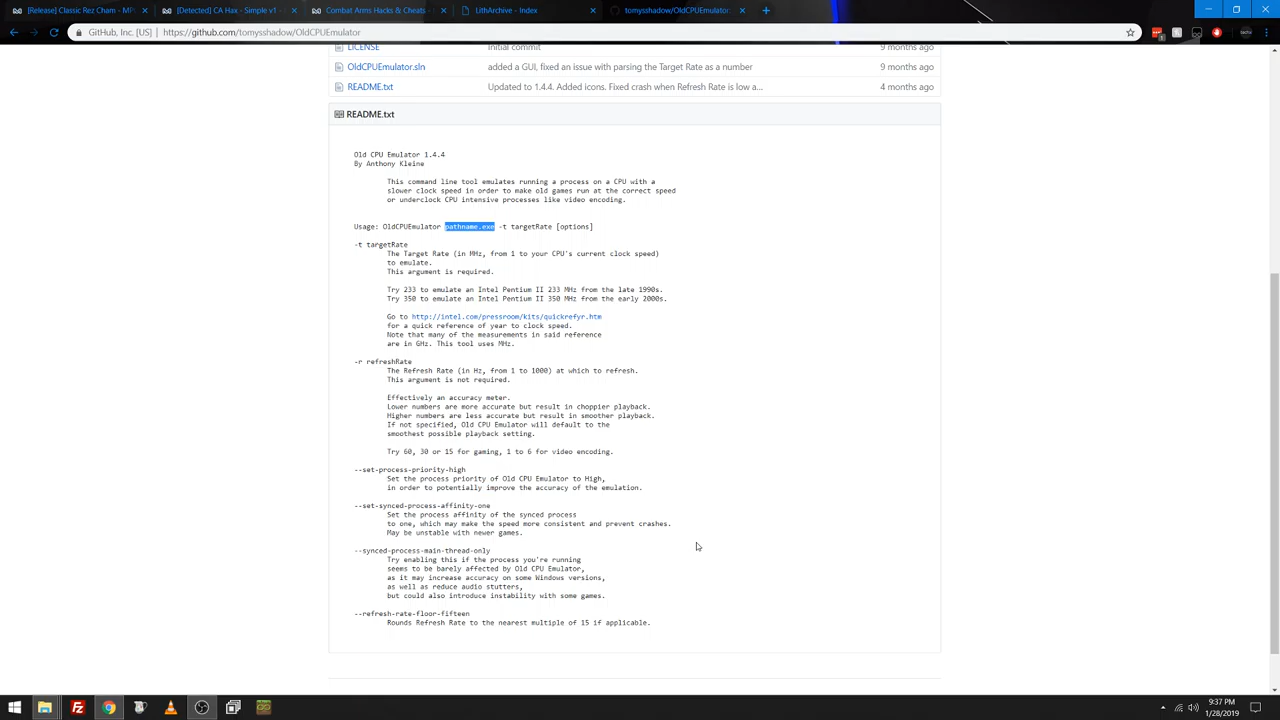 [Release] Classic Rez Cham - MP
[Detected] CA Hax - Simple v1 -
Combat Arms Hacks & Cheats -
LithArchive - Index
tomysshadow/OldCPUEmulator:
GitHub, Inc. [US] | https://github.com/tomysshadow/OldCPUEmulator
LICENSE Initial commit 9 months ago
OldCPUEmulator.sln added a GUI, fixed an issue with parsing the Target Rate as a number 9 months ago
README.txt Updated to 1.4.4. Added icons. Fixed crash when Refresh Rate is low a... 4 months ago
README.txt
Old CPU Emulator 1.4.4
By Anthony Kleine
This command line tool emulates running a process on a CPU with a
slower clock speed in order to make old games run at the correct speed
or underclock CPU intensive processes like video encoding.
Usage: OldCPUEmulator pathname.exe -t targetRate [options]
-t targetRate
The Target Rate (in MHz, from 1 to your CPU's current clock speed)
to emulate.
This argument is required.
Try 233 to emulate an Intel Pentium II 233 MHz from the late 1990s.
Try 350 to emulate an Intel Pentium II 350 MHz from the early 2000s.
Go to http://intel.com/pressroom/kits/quickrefyr.htm
for a quick reference of year to clock speed.
Note that many of the measurements in said reference
are in GHz. This tool uses MHz.
-r refreshRate
The Refresh Rate (in Hz, from 1 to 1000) at which to refresh.
This argument is not required.
Effectively an accuracy meter.
Lower numbers are more accurate but result in choppier playback.
Higher numbers are less accurate but result in smoother playback.
If not specified, Old CPU Emulator will default to the
smoothest possible playback setting.
Try 60, 30 or 15 for gaming, 1 to 6 for video encoding.
--set-process-priority-high
Set the process priority of Old CPU Emulator to High,
in order to potentially improve the accuracy of the emulation.
--set-synced-process-affinity-one
Set the process affinity of the synced process
to one, which may make the speed more consistent and prevent crashes.
May be unstable with newer games.
--synced-process-main-thread-only
Try enabling this if the process you're running
seems to be barely affected by Old CPU Emulator,
as it may increase accuracy on some Windows versions,
as well as reduce audio stutters,
but could also introduce instability with some games.
--refresh-rate-floor-fifteen
Rounds Refresh Rate to the nearest multiple of 15 if applicable.
9:37 PM
1/28/2019